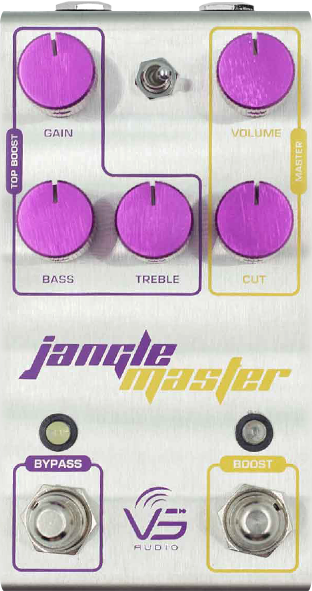 GAIN
VOLUME
TOP BOOST
MASTER
BASS
TREBLE
CUT
jangle
master
BYPASS
BOOST
VS
AUDIO